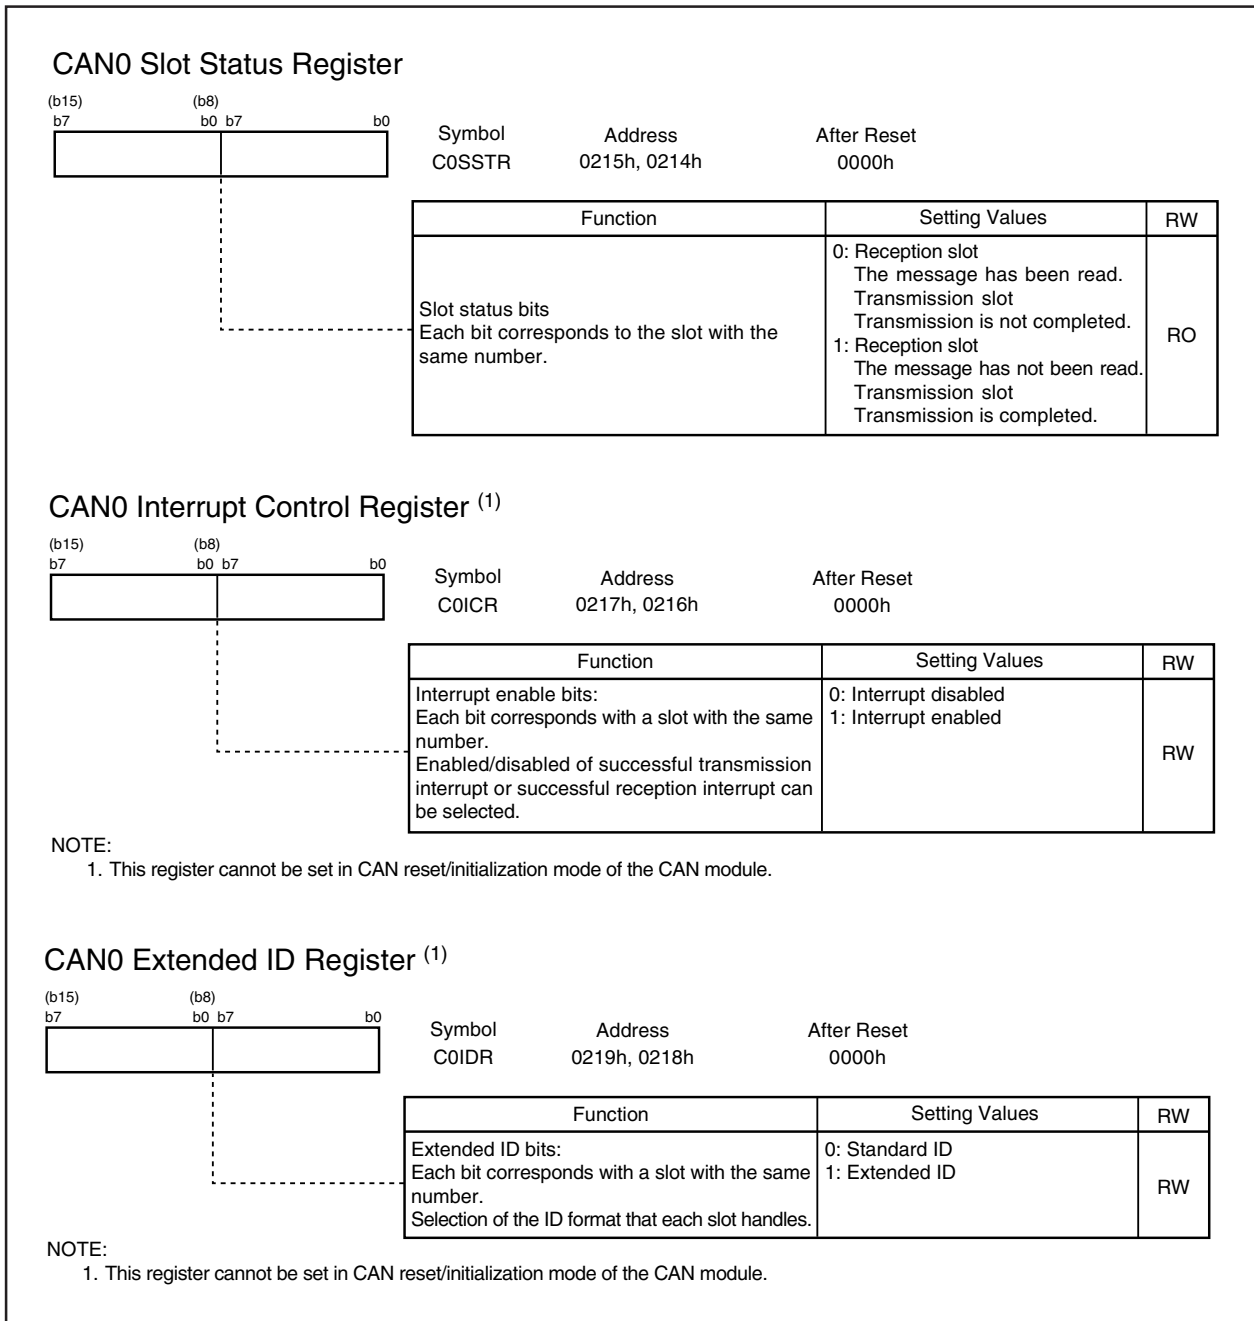 CAN0 Slot Status Register
(b15) (b8)
b7 b0 b7 b0
Symbol Address After Reset
C0SSTR 0215h, 0214h 0000h
Function Setting Values RW
Slot status bits
Each bit corresponds to the slot with the
same number.
0: Reception slot
The message has been read.
Transmission slot
Transmission is not completed.
1: Reception slot
The message has not been read.
Transmission slot
Transmission is completed.
RO
CAN0 Interrupt Control Register (1)
(b15) (b8)
b7 b0 b7 b0
Symbol Address After Reset
C0ICR 0217h, 0216h 0000h
Function Setting Values RW
Interrupt enable bits:
Each bit corresponds with a slot with the same
number.
Enabled/disabled of successful transmission
interrupt or successful reception interrupt can
be selected.
0: Interrupt disabled
1: Interrupt enabled
RW
NOTE:
1. This register cannot be set in CAN reset/initialization mode of the CAN module.
CAN0 Extended ID Register (1)
(b15) (b8)
b7 b0 b7 b0
Symbol Address After Reset
C0IDR 0219h, 0218h 0000h
Function Setting Values RW
Extended ID bits:
Each bit corresponds with a slot with the same
number.
Selection of the ID format that each slot handles.
0: Standard ID
1: Extended ID
RW
NOTE:
1. This register cannot be set in CAN reset/initialization mode of the CAN module.